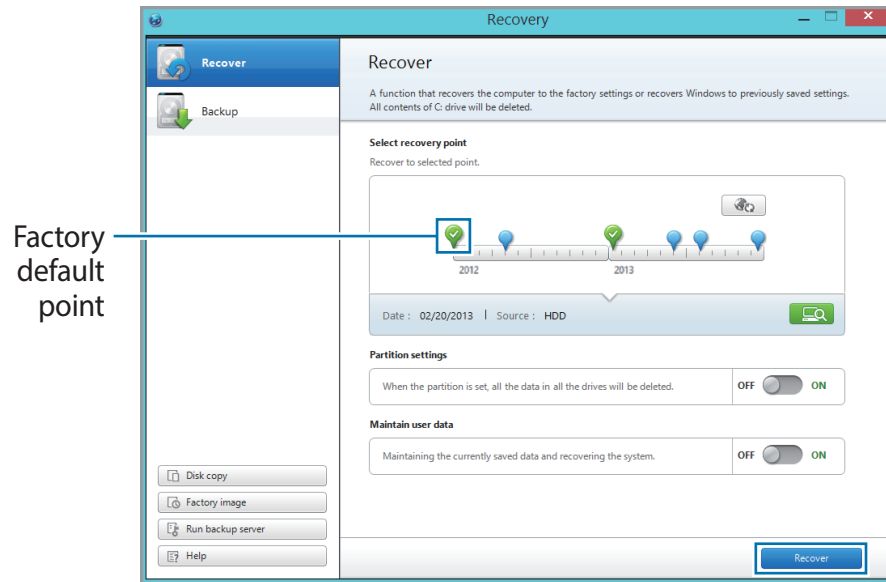 Recovery
Recover
Backup
Recover
A function that recovers the computer to the factory settings or recovers Windows to previously saved settings.
All contents of C: drive will be deleted.
Select recovery point
Recover to selected point.
Factory
default
point
2012
2013
Date : 02/20/2013 | Source : HDD
Partition settings
When the partition is set, all the data in all the drives will be deleted.
OFF ON
Maintain user data
Maintaining the currently saved data and recovering the system.
OFF ON
Disk copy
Factory image
Run backup server
Help
Recover